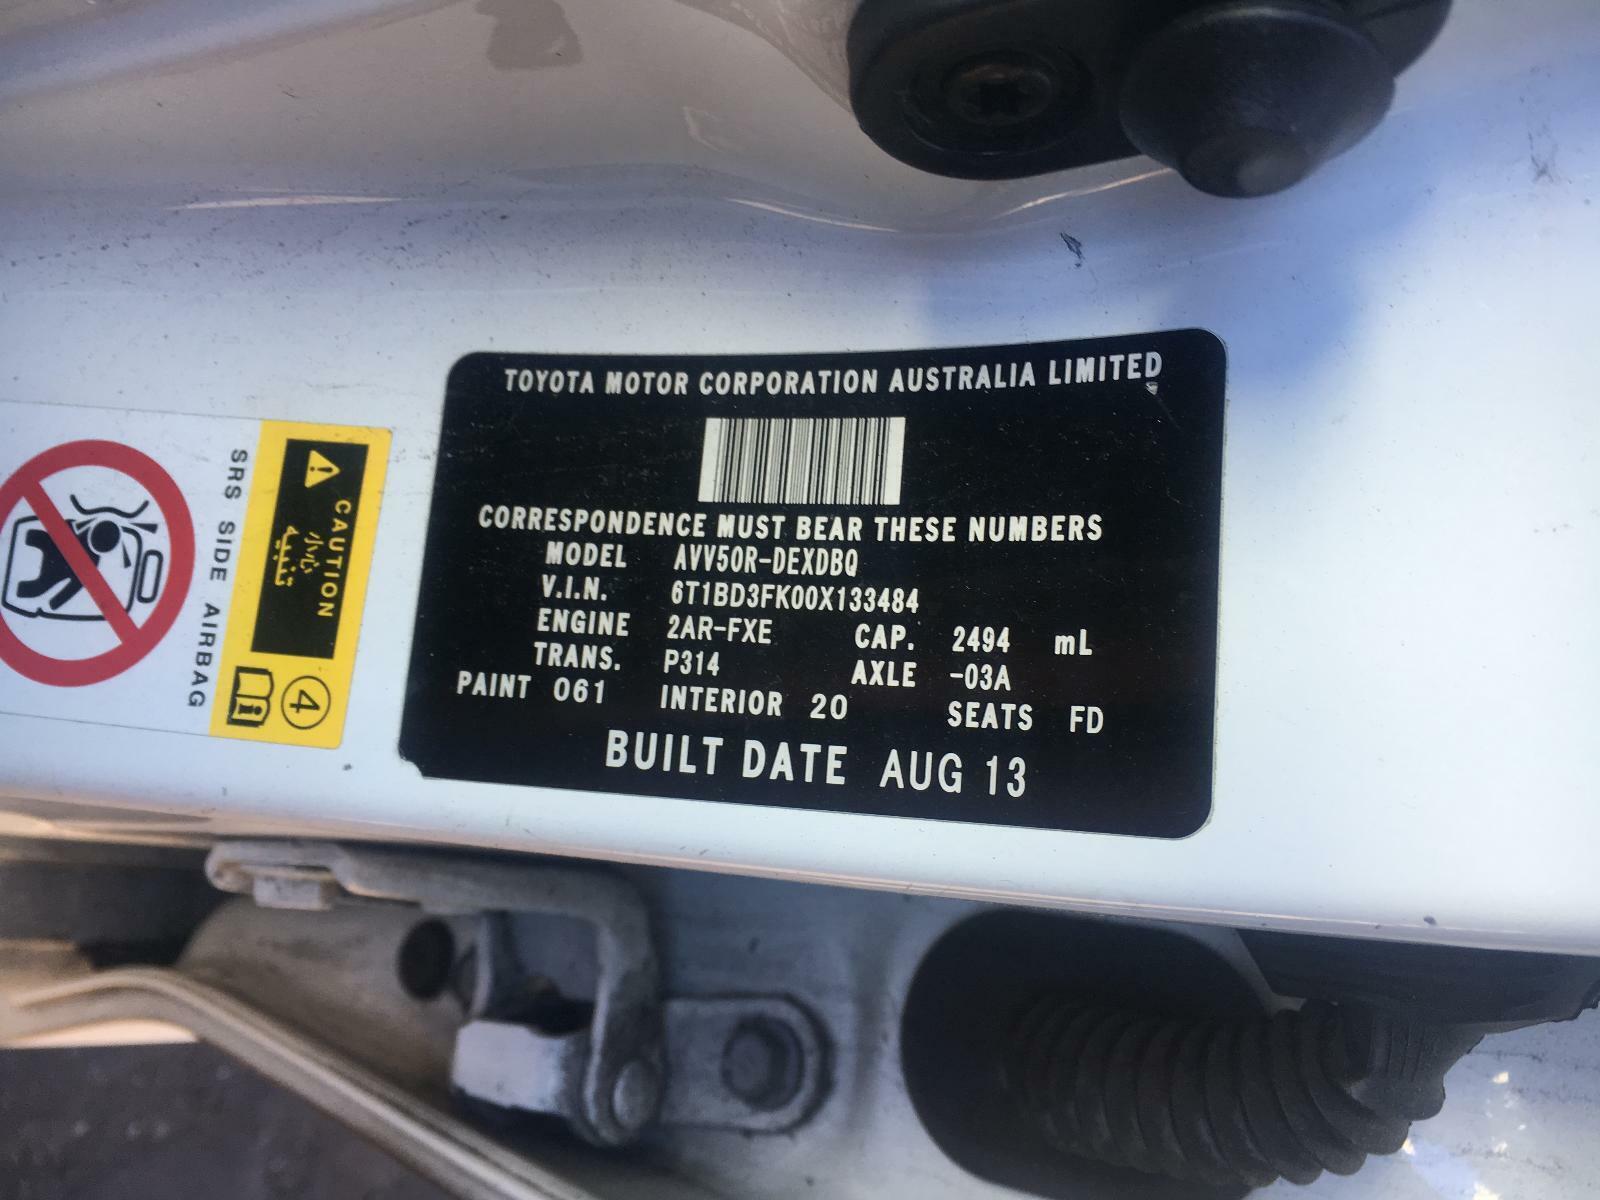 TOYOTA MOTOR CORPORATION AUSTRALIA LIMITED
CORRESPONDENCE MUST BEAR THESE NUMBERS
MODEL AVV50R-DEXDBQ
V.I.N. 6T1BD3FK00X133484
ENGINE 2AR-FXE CAP. 2494 mL
TRANS. P314 AXLE -03A
PAINT 061 INTERIOR 20 SEATS FD
BUILT DATE AUG 13
CAUTION
تنبيه
4
SRS SIDE AIRBAG